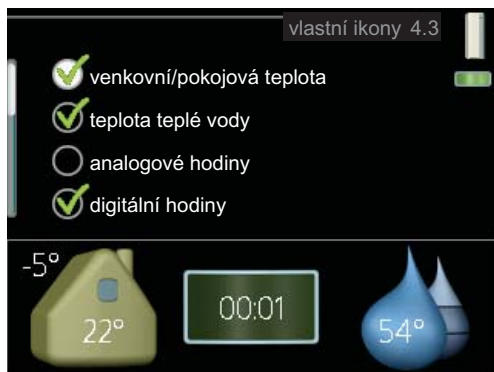 vlastní ikony 4.3
venkovní/pokojová teplota
teplota teplé vody
analogové hodiny
digitální hodiny
-5°
22°
00:01
54°